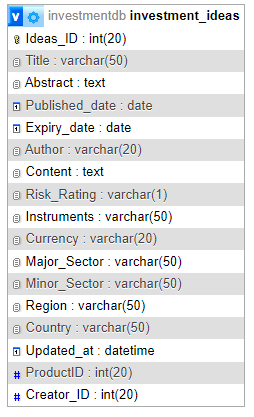 v investmentdb investment_ideas
Ideas_ID : int(20)
Title : varchar(50)
Abstract : text
Published_date : date
Expiry_date : date
Author : varchar(20)
Content : text
Risk_Rating : varchar(1)
Instruments : varchar(50)
Currency : varchar(20)
Major_Sector : varchar(50)
Minor_Sector : varchar(50)
Region : varchar(50)
Country : varchar(50)
Updated_at : datetime
# ProductID : int(20)
# Creator_ID : int(20)